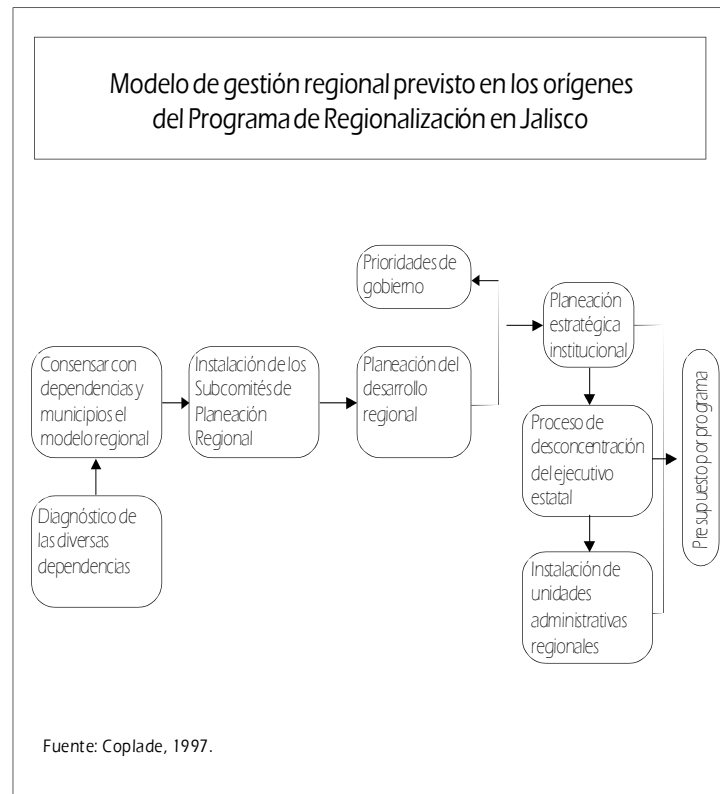 Modelo de gestión regional previsto en los orígenes
del Programa de Regionalización en Jalisco
Prioridades de
gobierno
Planeación
estratégica
institucional
Consensar con
dependencias y
municipios el
modelo regional
Instalación de los
Subcomités de
Planeación
Regional
Planeación del
desarrollo
regional
Proceso de
desconcentración
del ejecutivo
estatal
Presupuesto por programa
Diagnóstico de
las diversas
dependencias
Instalación de
unidades
administrativas
regionales
Fuente: Coplade, 1997.